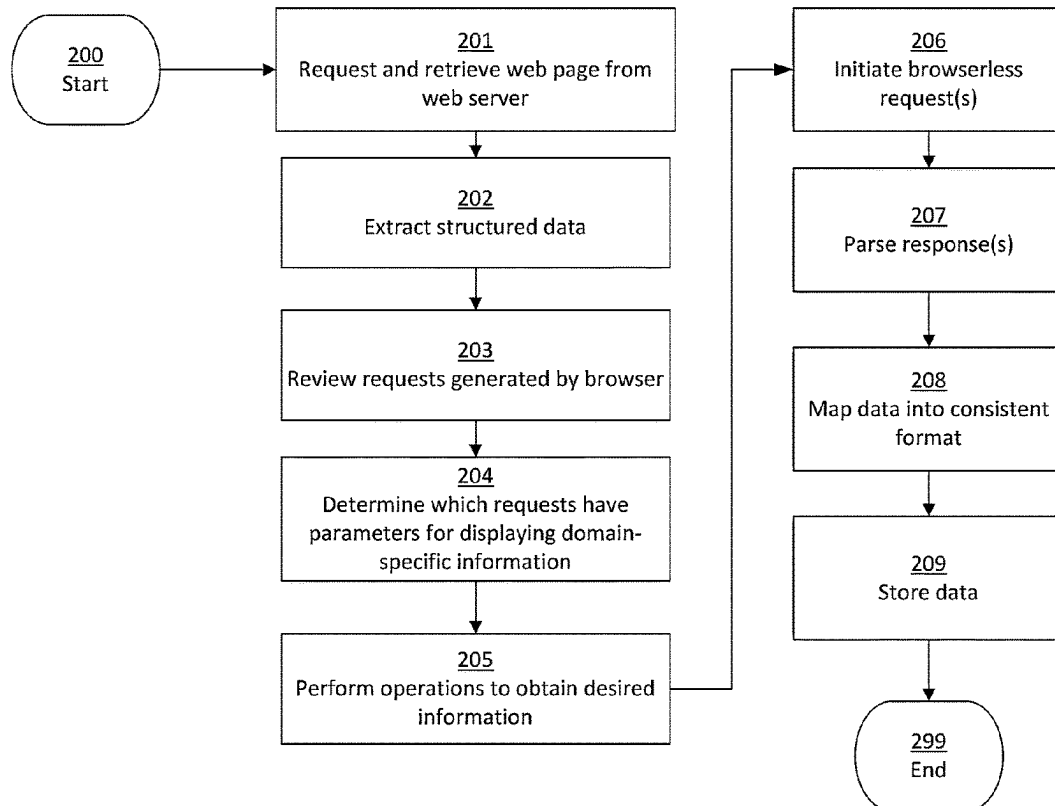 200
Start
201
Request and retrieve web page from
web server
202
Extract structured data
203
Review requests generated by browser
204
Determine which requests have
parameters for displaying domain-
specific information
205
Perform operations to obtain desired
information
206
Initiate browserless
request(s)
207
Parse response(s)
208
Map data into consistent
format
209
Store data
299
End